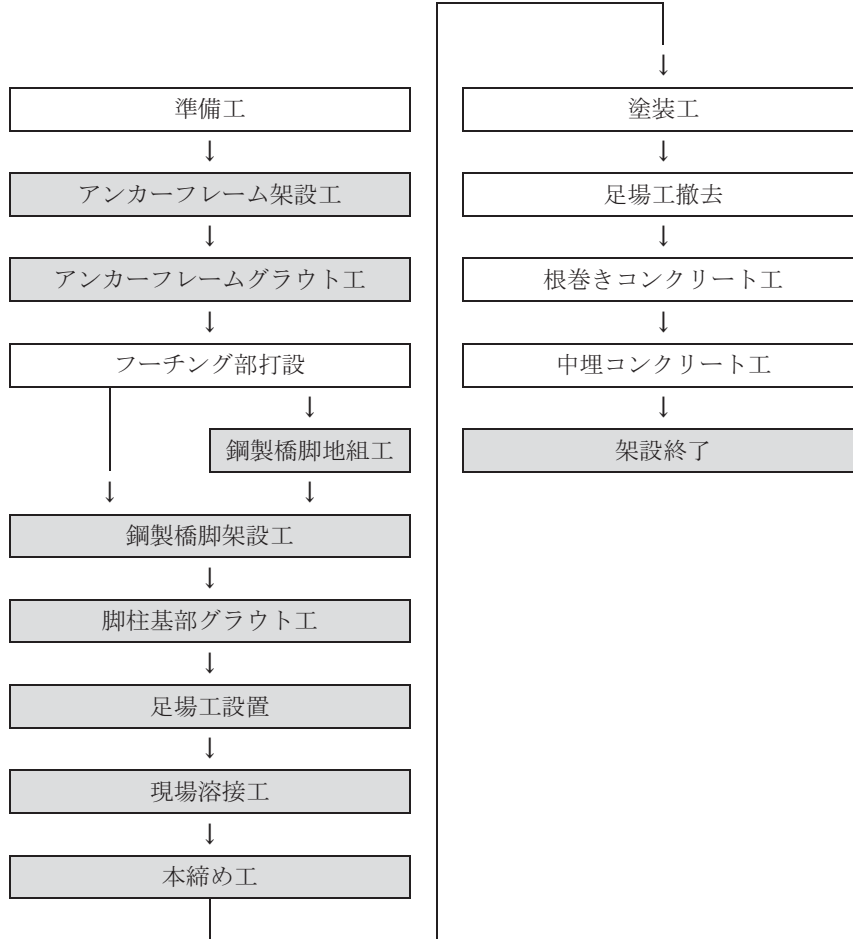 準備工
↓
アンカーフレーム架設工
↓
アンカーフレームグラウト工
↓
フーチング部打設
↓
鋼製橋脚地組工
↓ ↓
鋼製橋脚架設工
↓
脚柱基部グラウト工
↓
足場工設置
↓
現場溶接工
↓
本締め工
↓
塗装工
↓
足場工撤去
↓
根巻きコンクリート工
↓
中埋コンクリート工
↓
架設終了